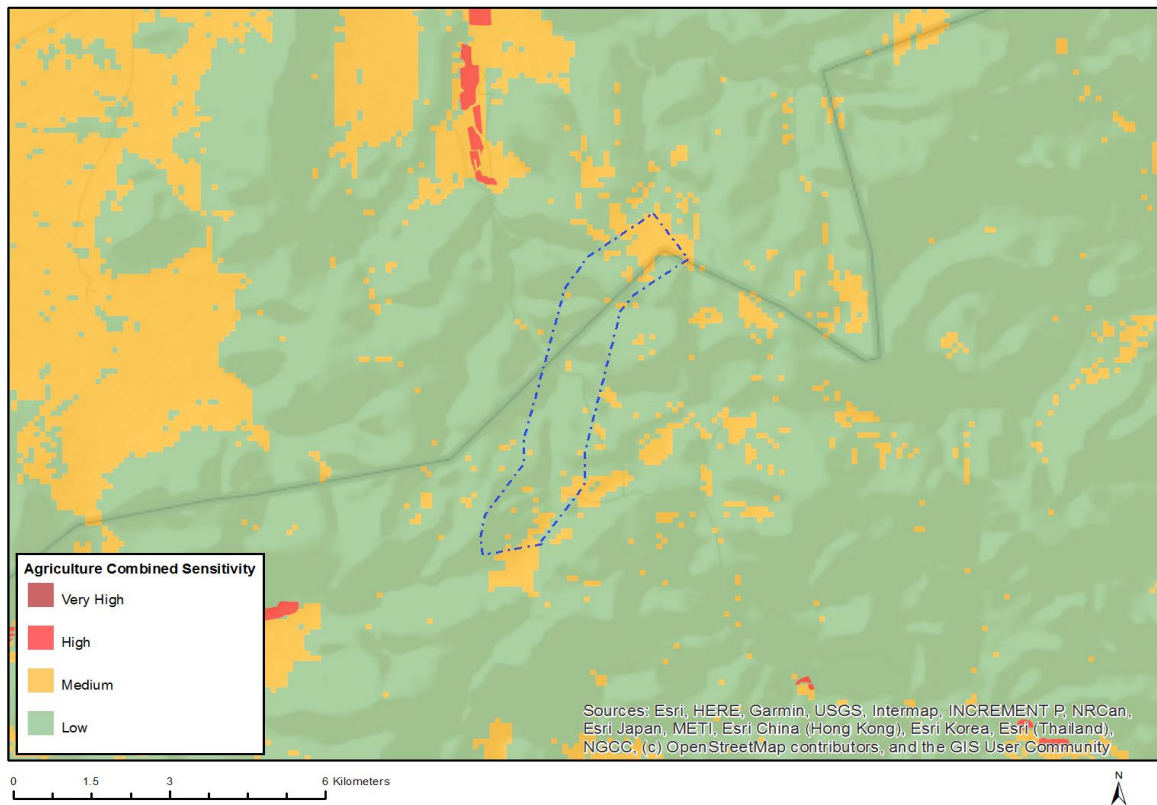 Agriculture Combined Sensitivity
Very High
High
Medium
Low
Sources: Esri, HERE, Garmin, USGS, Intermap, INCREMENT P, NRCan,
Esri Japan, METI, Esri China (Hong Kong), Esri Korea, Esri (Thailand),
NGCC, (c) OpenStreetMap contributors, and the GIS User Community
0 1.5 3 6 Kilometers
N